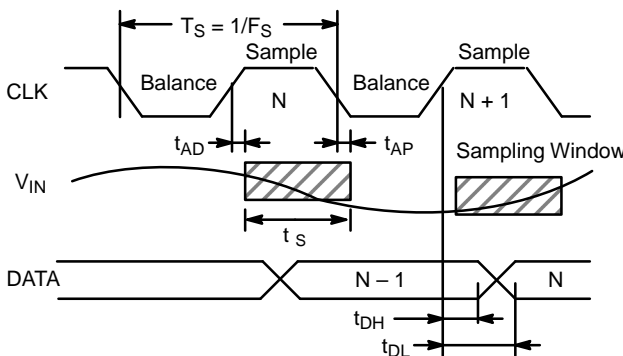 T_S = 1/F_S
Sample
Sample
Balance
Balance
CLK
N
N + 1
t_AD
t_AP
Sampling Window
V_IN
t_S
DATA
N – 1
N
t_DH
t_DL